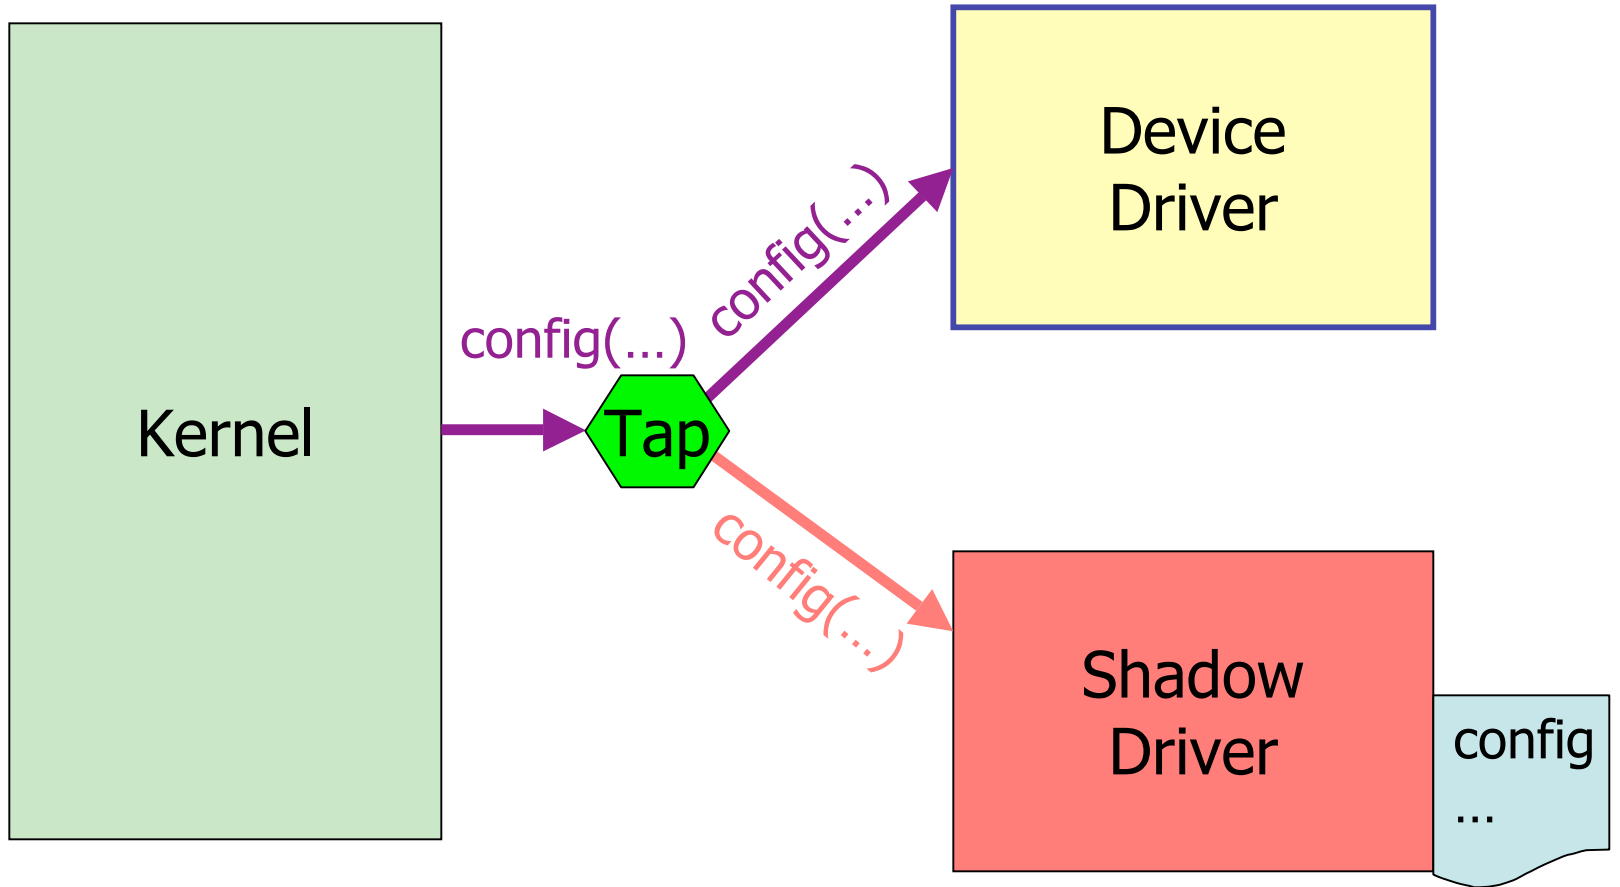 Kernel
config(...)
Tap
config(...)
Device
Driver
config(...)
Shadow
Driver
config
...